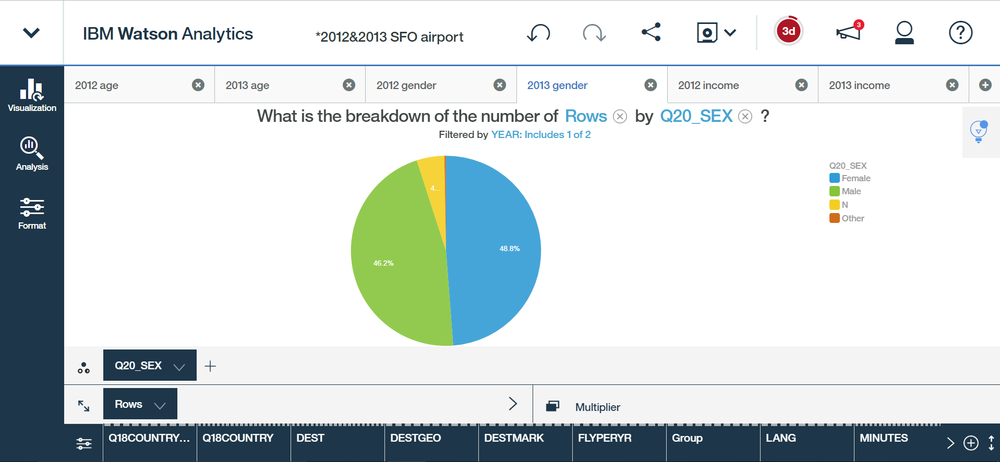 IBM Watson Analytics
*2012&2013 SFO airport
3d
3
?
Visualization
Analysis
Format
2012 age
2013 age
2012 gender
2013 gender
2012 income
2013 income
What is the breakdown of the number of Rows by Q20_SEX ?
Filtered by YEAR: Includes 1 of 2
4...
48.8%
46.2%
Q20_SEX
Female
Male
N
Other
Q20_SEX
Rows
Multiplier
Q18COUNTRY...
Q18COUNTRY
DEST
DESTGEO
DESTMARK
FLYPERYR
Group
LANG
MINUTES